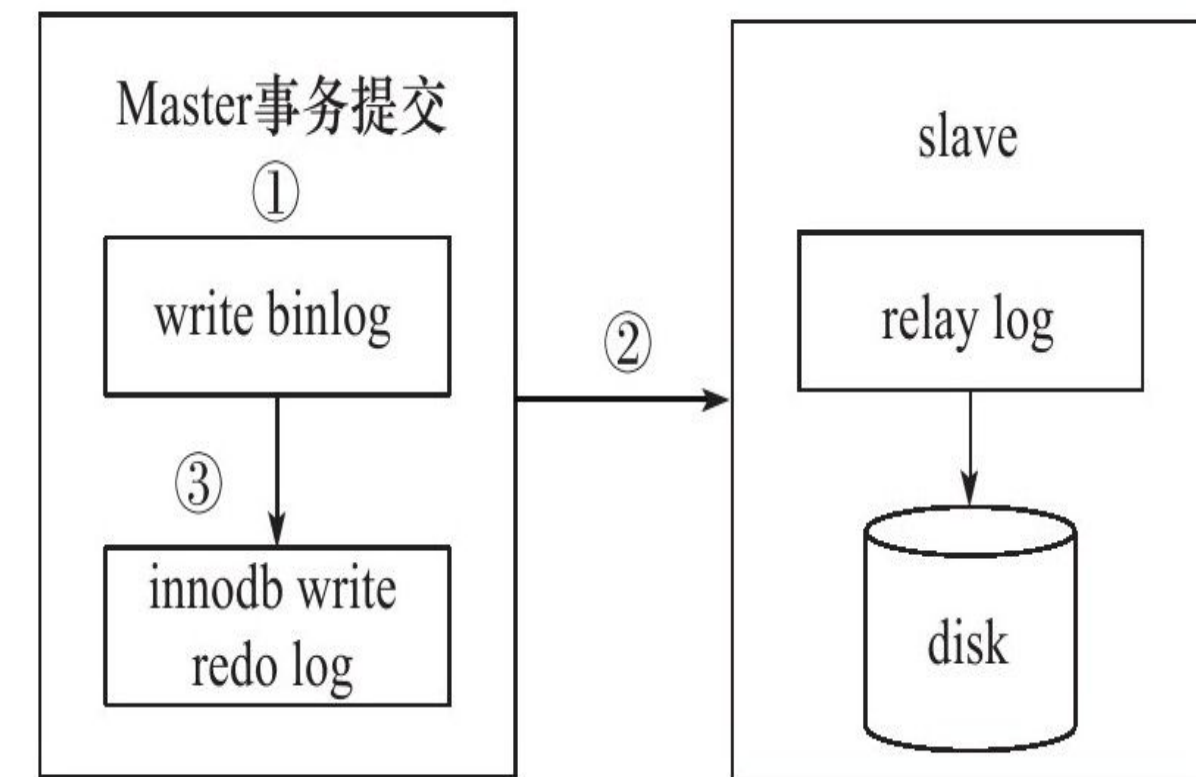 Master事务提交
①
write binlog
③
innodb write
redo log
②
slave
relay log
disk